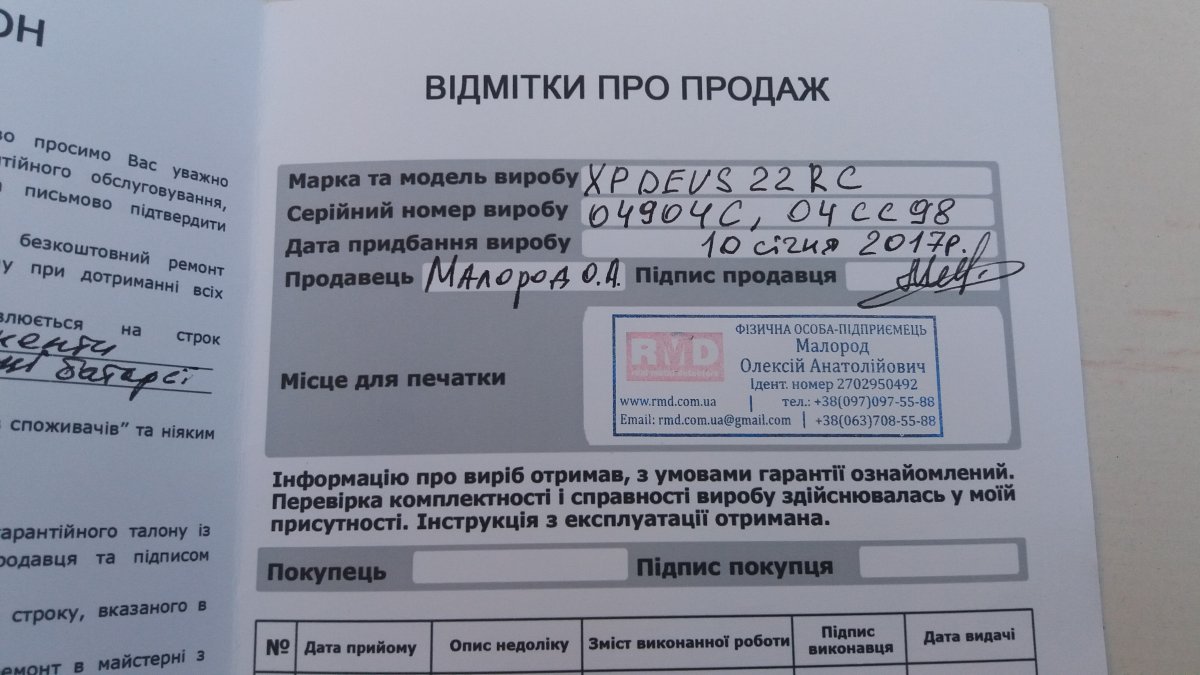 ОН
во просимо Вас уважно
нтійного обслуговування,
письмово підтвердити
безкоштовний ремонт
ну при дотриманні всіх
влюється на строк
батареї
в споживачів” та ніяким
гарантійного талону із
родавця та підписом
строку, вказаного в
емонт в майстерні з
ВІДМІТКИ ПРО ПРОДАЖ
Марка та модель виробу XP DEUS 22 RC
Серійний номер виробу 04904C, 04CC98
Дата придбання виробу 10 січня 2017р.
Продавець Малород О.А. Підпис продавця
Місце для печатки
RMD
ФІЗИЧНА ОСОБА-ПІДПРИЄМЕЦЬ
Малород
Олексій Анатолійович
Ідент. номер 2702950492
www.rmd.com.ua | тел.: +38(097)097-55-88
Email: rmd.com.ua@gmail.com | +38(063)708-55-88
Інформацію про виріб отримав, з умовами гарантії ознайомлений.
Перевірка комплектності і справності виробу здійснювалась у моїй
присутності. Інструкція з експлуатації отримана.
Покупець Підпис покупця
№ Дата прийому Опис недоліку Зміст виконанної роботи Підпис виконавця Дата видачі